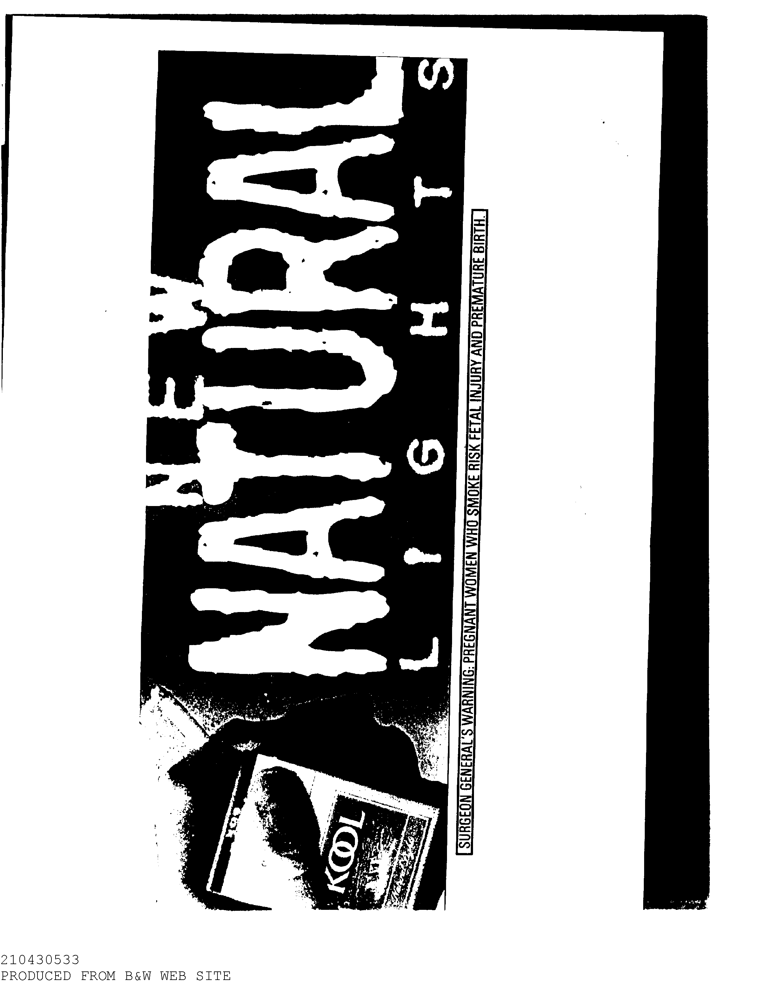 NEW
NATURAL
LIGHTS
KOOL
SURGEON GENERAL'S WARNING: PREGNANT WOMEN WHO SMOKE RISK FETAL INJURY AND PREMATURE BIRTH.
210430533
PRODUCED FROM B&W WEB SITE